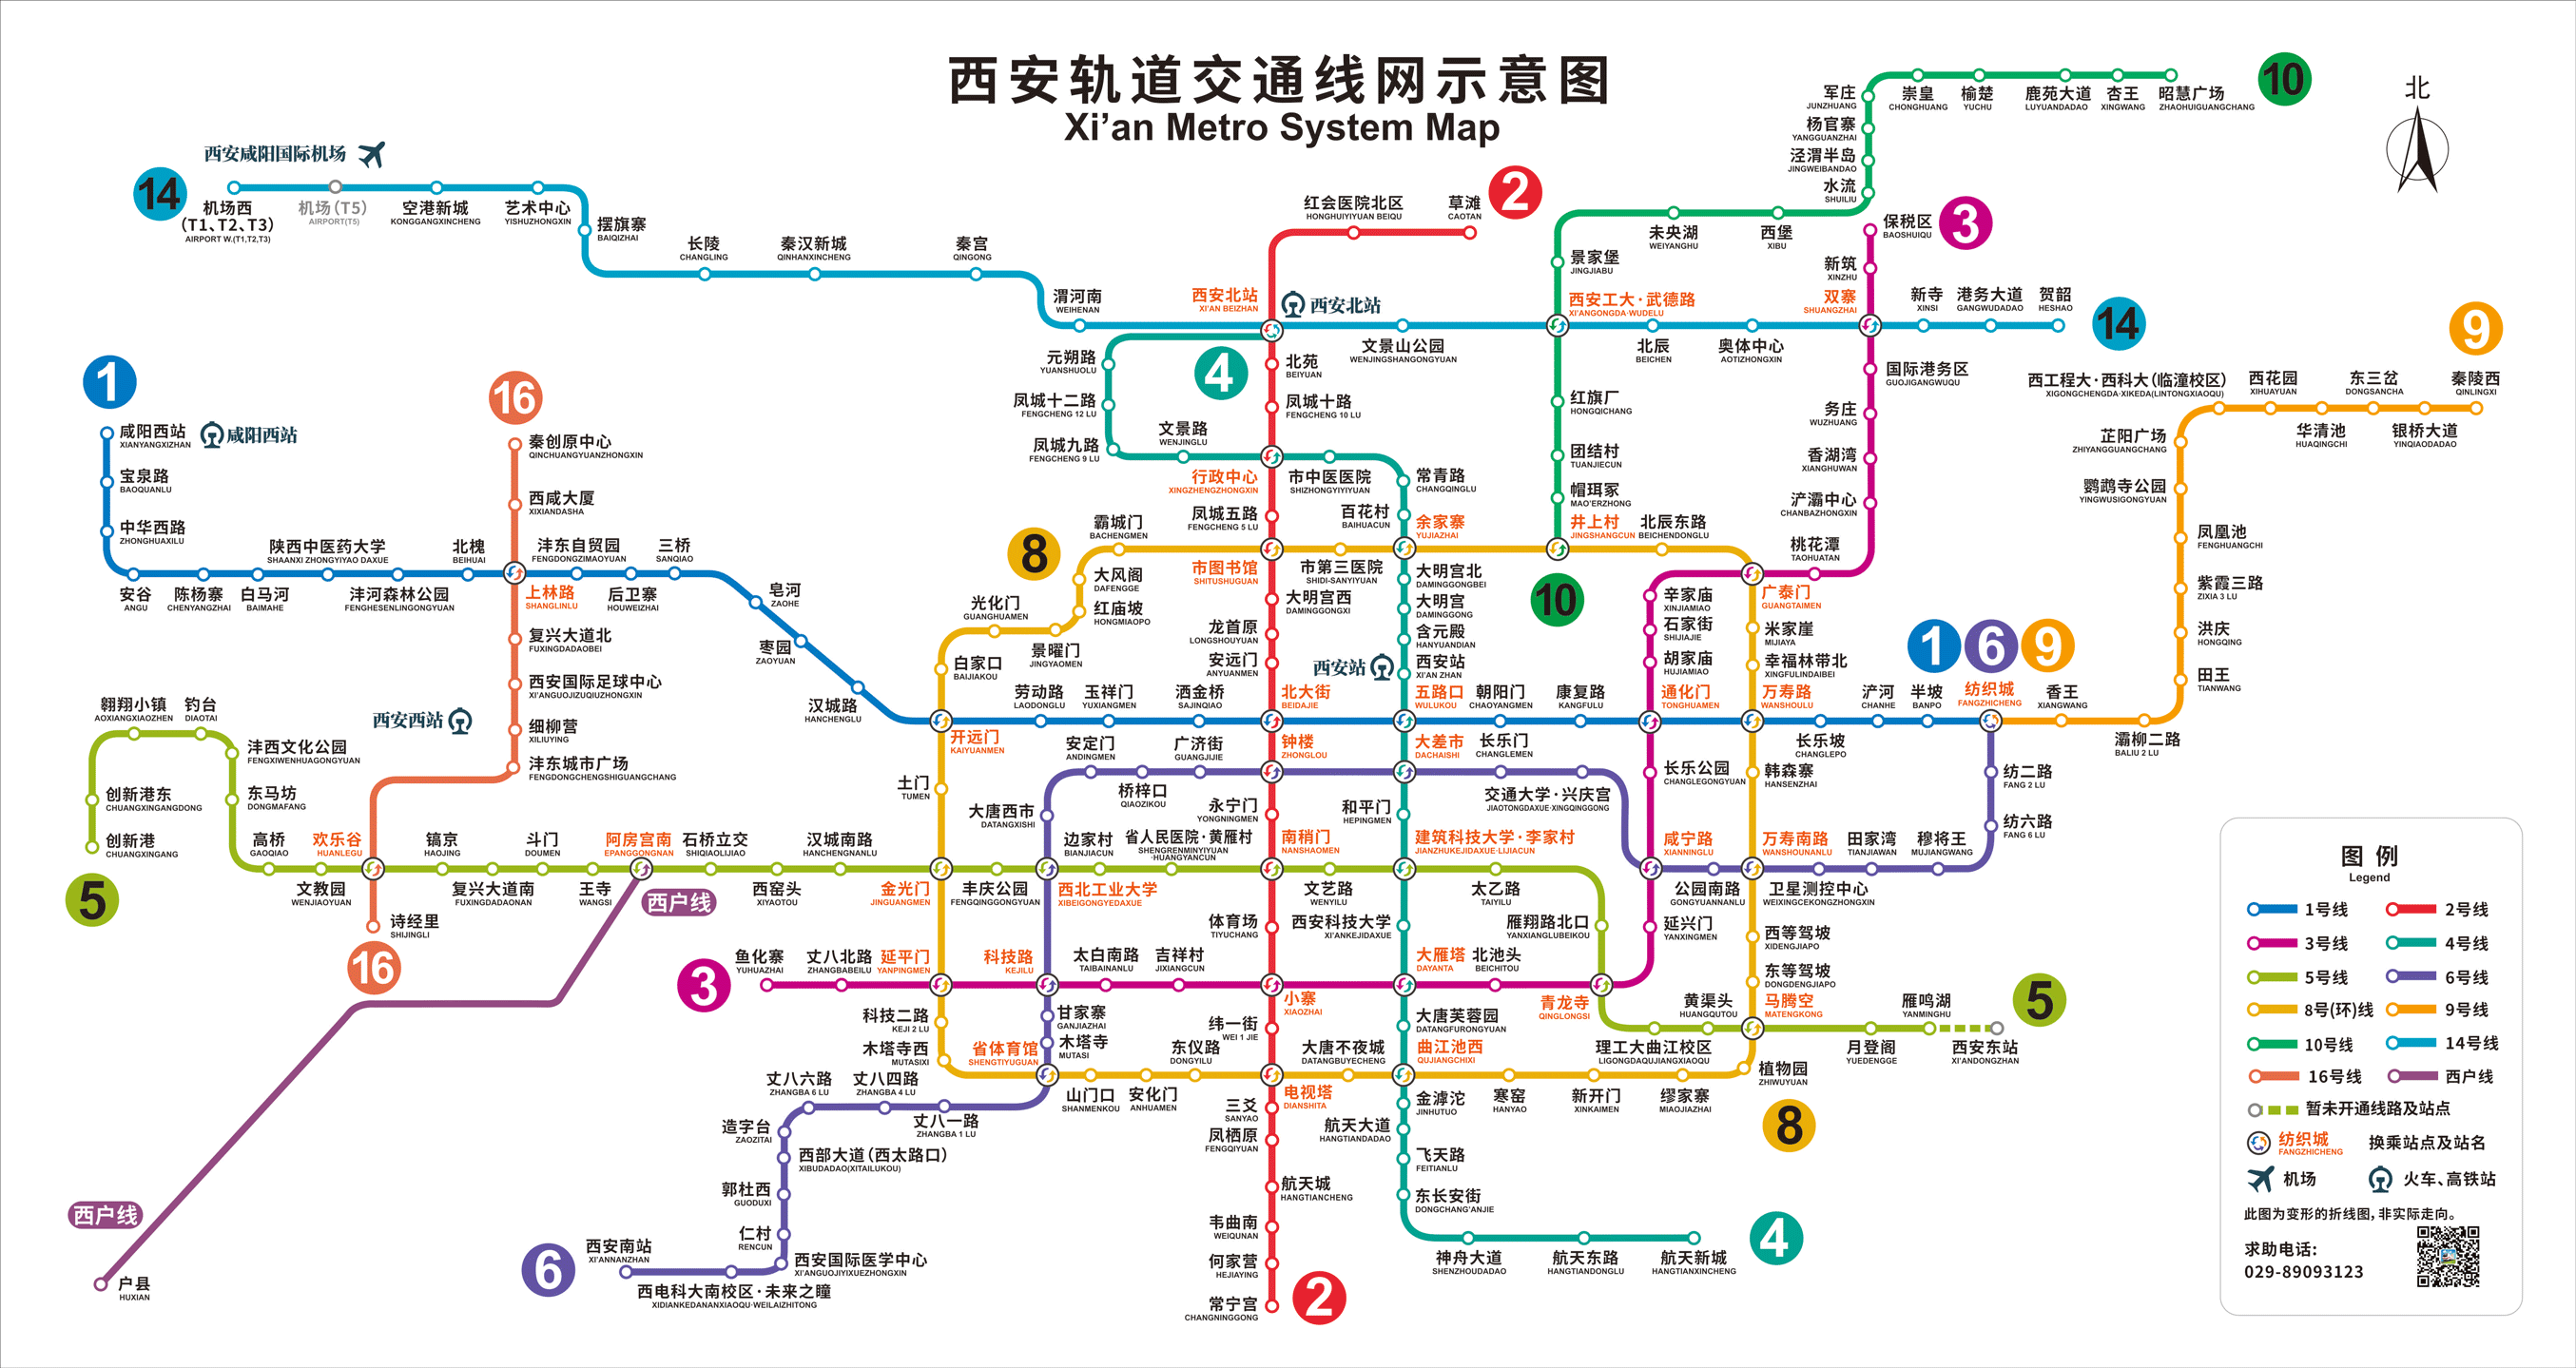 西安轨道交通线网示意图
Xi'an Metro System Map
北
西安咸阳国际机场
14
机场西
(T1、T2、T3)
AIRPORT W.(T1,T2,T3)
机场(T5)
AIRPORT(T5)
空港新城
KONGGANGXINCHENG
艺术中心
YISHUZHONGXIN
摆旗寨
BAIQIZHAI
长陵
CHANGLING
秦汉新城
QINHANXINCHENG
秦宫
QINGONG
渭河南
WEIHENAN
西安北站
XI'AN BEIZHAN
西安北站
文景山公园
WENJINGSHANGONGYUAN
西安工大·武德路
XI'ANGONGDA·WUDELU
北辰
BEICHEN
奥体中心
AOTIZHONGXIN
双寨
SHUANGZHAI
新寺
XINSI
港务大道
GANGWUDADAO
贺韶
HESHAO
14
10
军庄
JUNZHUANG
崇皇
CHONGHUANG
榆楚
YUCHU
鹿苑大道
LUYUANDADAO
杏王
XINGWANG
昭慧广场
ZHAOHUIGUANGCHANG
杨官寨
YANGGUANZHAI
泾渭半岛
JINGWEIBANDAO
水流
SHUILIU
未央湖
WEIYANGHU
西堡
XIBU
景家堡
JINGJIABU
红旗厂
HONGQICHANG
团结村
TUANJIECUN
帽珥冢
MAO'ERZHONG
井上村
JINGSHANGCUN
10
2
红会医院北区
HONGHUIYIYUAN BEIQU
草滩
CAOTAN
北苑
BEIYUAN
凤城十路
FENGCHENG 10 LU
行政中心
XINGZHENGZHONGXIN
凤城五路
FENGCHENG 5 LU
市图书馆
SHITUSHUGUAN
大明宫西
DAMINGGONGXI
龙首原
LONGSHOUYUAN
安远门
ANYUANMEN
北大街
BEIDAJIE
钟楼
ZHONGLOU
永宁门
YONGNINGMEN
南稍门
NANSHAOMEN
体育场
TIYUCHANG
小寨
XIAOZHAI
纬一街
WEI 1 JIE
电视塔
DIANSHITA
三爻
SANYAO
凤栖原
FENGQIYUAN
航天城
HANGTIANCHENG
韦曲南
WEIQUNAN
何家营
HEJIAYING
常宁宫
CHANGNINGGONG
2
3
保税区
BAOSHUIQU
新筑
XINZHU
国际港务区
GUOJIGANGWUQU
务庄
WUZHUANG
香湖湾
XIANGHUWAN
浐灞中心
CHANBAZHONGXIN
桃花潭
TAOHUATAN
广泰门
GUANGTAIMEN
辛家庙
XINJIAMIAO
石家街
SHIJIAJIE
胡家庙
HUJIAMIAO
通化门
TONGHUAMEN
长乐公园
CHANGLEGONGYUAN
咸宁路
XIANNINGLU
延兴门
YANXINGMEN
青龙寺
QINGLONGSI
北池头
BEICHITOU
大雁塔
DAYANTA
吉祥村
JIXIANGCUN
太白南路
TAIBAINANLU
科技路
KEJILU
延平门
YANPINGMEN
丈八北路
ZHANGBABEILU
鱼化寨
YUHUAZHAI
3
4
元朔路
YUANSHUOLU
凤城十二路
FENGCHENG 12 LU
凤城九路
FENGCHENG 9 LU
文景路
WENJINGLU
市中医医院
SHIZHONGYIYIYUAN
常青路
CHANGQINGLU
百花村
BAIHUACUN
余家寨
YUJIAZHAI
大明宫北
DAMINGGONGBEI
大明宫
DAMINGGONG
含元殿
HANYUANDIAN
西安站
西安站
XI'AN ZHAN
五路口
WULUKOU
大差市
DACHAISHI
和平门
HEPINGMEN
建筑科技大学·李家村
JIANZHUKEJIDAXUE·LIJIACUN
西安科技大学
XI'ANKEJIDAXUE
大唐芙蓉园
DATANGFURONGYUAN
曲江池西
QUJIANGCHIXI
金滹沱
JINHUTUO
航天大道
HANGTIANDADAO
飞天路
FEITIANLU
东长安街
DONGCHANG'ANJIE
神舟大道
SHENZHOUDADAO
航天东路
HANGTIANDONGLU
航天新城
HANGTIANXINCHENG
4
1
咸阳西站
XIANYANGXIZHAN
咸阳西站
宝泉路
BAOQUANLU
中华西路
ZHONGHUAXILU
安谷
ANGU
陈杨寨
CHENYANGZHAI
白马河
BAIMAHE
陕西中医药大学
SHAANXI ZHONGYIYAO DAXUE
沣河森林公园
FENGHESENLINGONGYUAN
北槐
BEIHUAI
上林路
SHANGLINLU
沣东自贸园
FENGDONGZIMAOYUAN
后卫寨
HOUWEIZHAI
三桥
SANQIAO
皂河
ZAOHE
枣园
ZAOYUAN
汉城路
HANCHENGLU
开远门
KAIYUANMEN
劳动路
LAODONGLU
玉祥门
YUXIANGMEN
洒金桥
SAJINQIAO
朝阳门
CHAOYANGMEN
康复路
KANGFULU
万寿路
WANSHOULU
长乐坡
CHANGLEPO
浐河
CHANHE
半坡
BANPO
纺织城
FANGZHICHENG
1
6
9
香王
XIANGWANG
灞柳二路
BALIU 2 LU
田王
TIANWANG
洪庆
HONGQING
紫霞三路
ZIXIA 3 LU
凤凰池
FENGHUANGCHI
鹦鹉寺公园
YINGWUSIGONGYUAN
芷阳广场
ZHIYANGGUANGCHANG
西工程大·西科大(临潼校区)
XIGONGCHENGDA·XIKEDA(LINTONGXIAOQU)
西花园
XIHUAYUAN
华清池
HUAQINGCHI
东三岔
DONGSANCHA
银桥大道
YINQIAODADAO
秦陵西
QINLINGXI
9
16
秦创原中心
QINCHUANGYUANZHONGXIN
西咸大厦
XIXIANDASHA
复兴大道北
FUXINGDADAOBEI
西安国际足球中心
XI'ANGUOJIZUQIUZHONGXIN
西安西站
细柳营
XILIUYING
沣东城市广场
FENGDONGCHENGSHIGUANGCHANG
欢乐谷
HUANLEGU
诗经里
SHIJINGLI
16
8
霸城门
BACHENGMEN
大风阁
DAFENGGE
红庙坡
HONGMIAOPO
景曜门
JINGYAOMEN
光化门
GUANGHUAMEN
白家口
BAIJIAKOU
市第三医院
SHIDI-SANYIYUAN
北辰东路
BEICHENDONGLU
米家崖
MIJIAYA
幸福林带北
XINGFULINDAIBEI
韩森寨
HANSENZHAI
万寿南路
WANSHOUNANLU
西等驾坡
XIDENGJIAPO
东等驾坡
DONGDENGJIAPO
马腾空
MATENGKONG
植物园
ZHIWUYUAN
缪家寨
MIAOJIAZHAI
新开门
XINKAIMEN
寒窑
HANYAO
大唐不夜城
DATANGBUYECHENG
东仪路
DONGYILU
安化门
ANHUAMEN
山门口
SHANMENKOU
省体育馆
SHENGTIYUGUAN
木塔寺西
MUTASIXI
科技二路
KEJI 2 LU
金光门
JINGUANGMEN
土门
TUMEN
8
翱翔小镇
AOXIANGXIAOZHEN
钓台
DIAOTAI
沣西文化公园
FENGXIWENHUAGONGYUAN
创新港东
CHUANGXINGANGDONG
创新港
CHUANGXINGANG
5
东马坊
DONGMAFANG
高桥
GAOQIAO
文教园
WENJIAOYUAN
镐京
HAOJING
复兴大道南
FUXINGDADAONAN
斗门
DOUMEN
王寺
WANGSI
阿房宫南
EPANGGONGNAN
石桥立交
SHIQIAOLIJIAO
西窑头
XIYAOTOU
汉城南路
HANCHENGNANLU
丰庆公园
FENGQINGGONGYUAN
西北工业大学
XIBEIGONGYEDAXUE
边家村
BIANJIACUN
省人民医院·黄雁村
SHENGRENMINYIYUAN
·HUANGYANCUN
文艺路
WENYILU
太乙路
TAIYILU
雁翔路北口
YANXIANGLUBEIKOU
理工大曲江校区
LIGONGDAQUJIANGXIAOQU
黄渠头
HUANGQUTOU
月登阁
YUEDENGGE
雁鸣湖
YANMINGHU
西安东站
XI'ANDONGZHAN
5
安定门
ANDINGMEN
广济街
GUANGJIJIE
桥梓口
QIAOZIKOU
大唐西市
DATANGXISHI
长乐门
CHANGLEMEN
交通大学·兴庆宫
JIAOTONGDAXUE·XINGQINGGONG
公园南路
GONGYUANNANLU
卫星测控中心
WEIXINGCEKONGZHONGXIN
田家湾
TIANJIAWAN
穆将王
MUJIANGWANG
纺二路
FANG 2 LU
纺六路
FANG 6 LU
甘家寨
GANJIAZHAI
木塔寺
MUTASI
丈八一路
ZHANGBA 1 LU
丈八四路
ZHANGBA 4 LU
丈八六路
ZHANGBA 6 LU
造字台
ZAOZITAI
西部大道(西太路口)
XIBUDADAO(XITAILUKOU)
郭杜西
GUODUXI
仁村
RENCUN
西安国际医学中心
XI'ANGUOJIYIXUEZHONGXIN
西电科大南校区·未来之瞳
XIDIANKEDANANXIAOQU·WEILAIZHITONG
西安南站
XI'ANNANZHAN
6
西户线
西户线
户县
HUXIAN
图 例
Legend
1号线
2号线
3号线
4号线
5号线
6号线
8号(环)线
9号线
10号线
14号线
16号线
西户线
暂未开通线路及站点
纺织城
FANGZHICHENG
换乘站点及站名
机场
火车、高铁站
此图为变形的折线图,非实际走向。
求助电话:
029-89093123